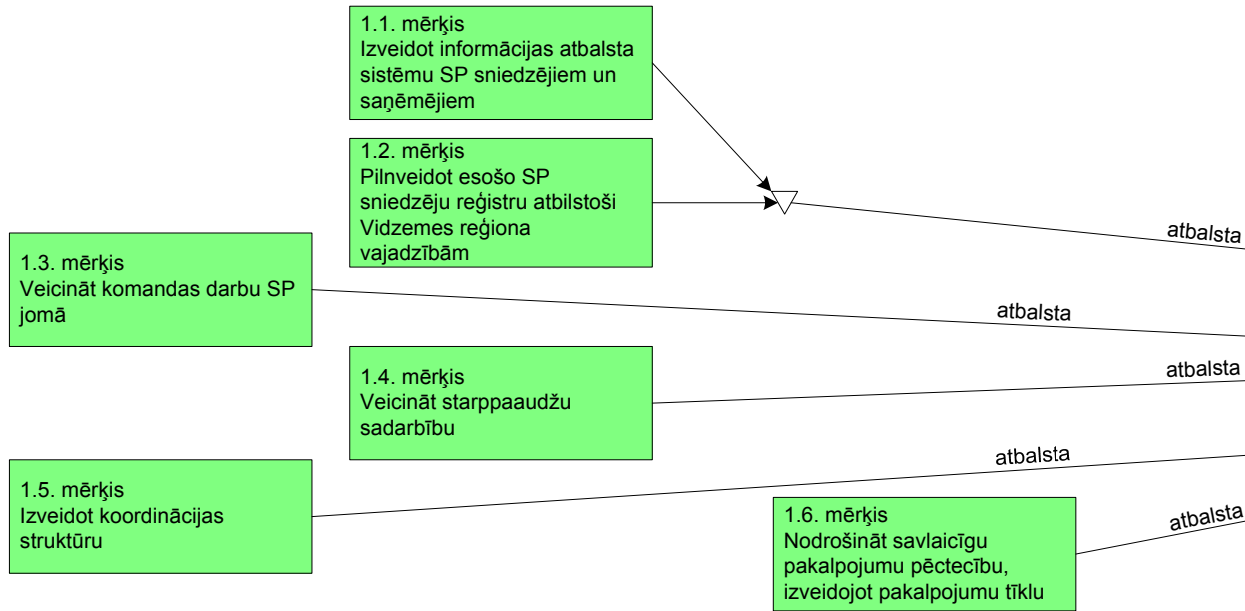 1.1. mērķis
Izveidot informācijas atbalsta
sistēmu SP sniedzējiem un
saņēmējiem
1.2. mērķis
Pilnveidot esošo SP
sniedzēju reģistru atbilstoši
Vidzemes reģiona
vajadzībām
atbalsta
1.3. mērķis
Veicināt komandas darbu SP
jomā
atbalsta
1.4. mērķis
Veicināt starppaaudžu
sadarbību
atbalsta
1.5. mērķis
Izveidot koordinācijas
struktūru
atbalsta
1.6. mērķis
Nodrošināt savlaicīgu
pakalpojumu pēctecību,
izveidojot pakalpojumu tīklu
atbalsta